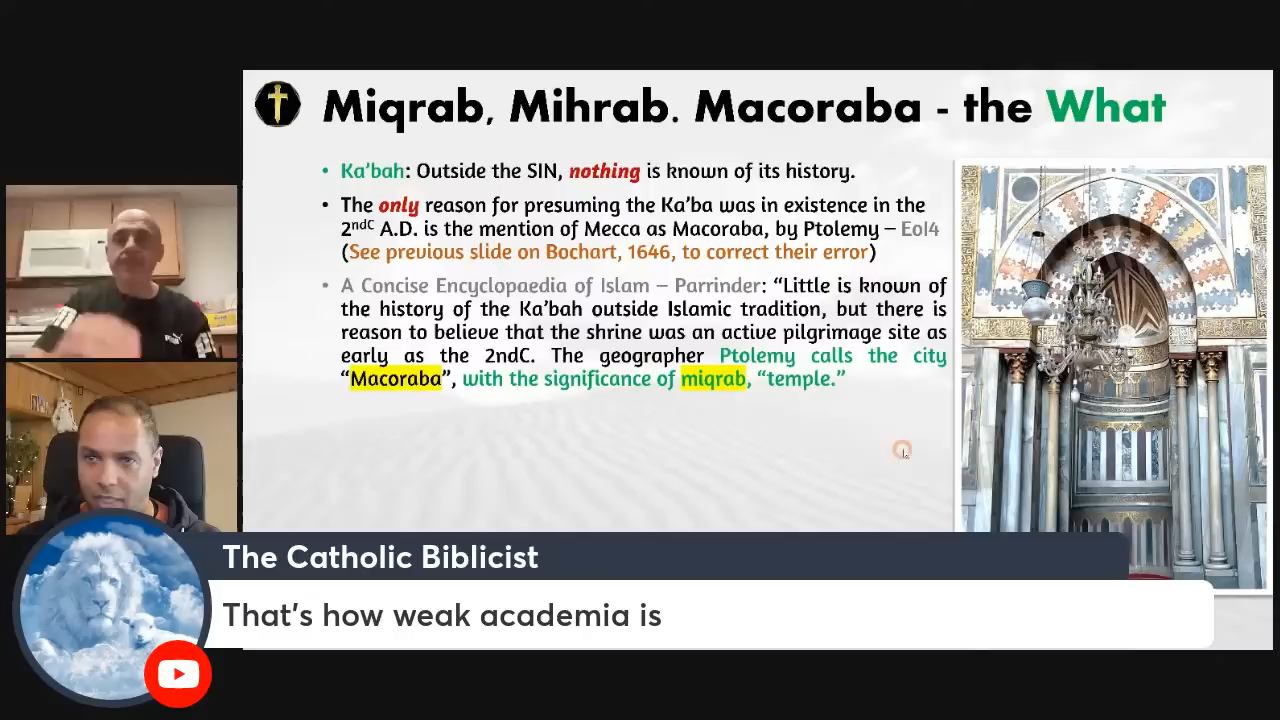 Miqrab, Mihrab. Macoraba - the What
• Ka'bah: Outside the SIN, nothing is known of its history.
• The only reason for presuming the Ka'ba was in existence in the
2ndC A.D. is the mention of Mecca as Macoraba, by Ptolemy – EoI4
(See previous slide on Bochart, 1646, to correct their error)
• A Concise Encyclopaedia of Islam – Parrinder: “Little is known of
the history of the Ka'bah outside Islamic tradition, but there is
reason to believe that the shrine was an active pilgrimage site as
early as the 2ndC. The geographer Ptolemy calls the city
“Macoraba”, with the significance of miqrab, “temple.”
The Catholic Biblicist
That's how weak academia is